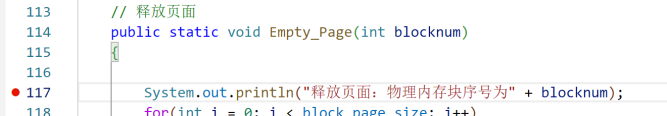 113 // 释放页面
114 public static void Empty_Page(int blocknum)
115 {
116
117 System.out.println("释放页面：物理内存块序号为" + blocknum);
118 for(int i = 0; i < block_page_size; i++)